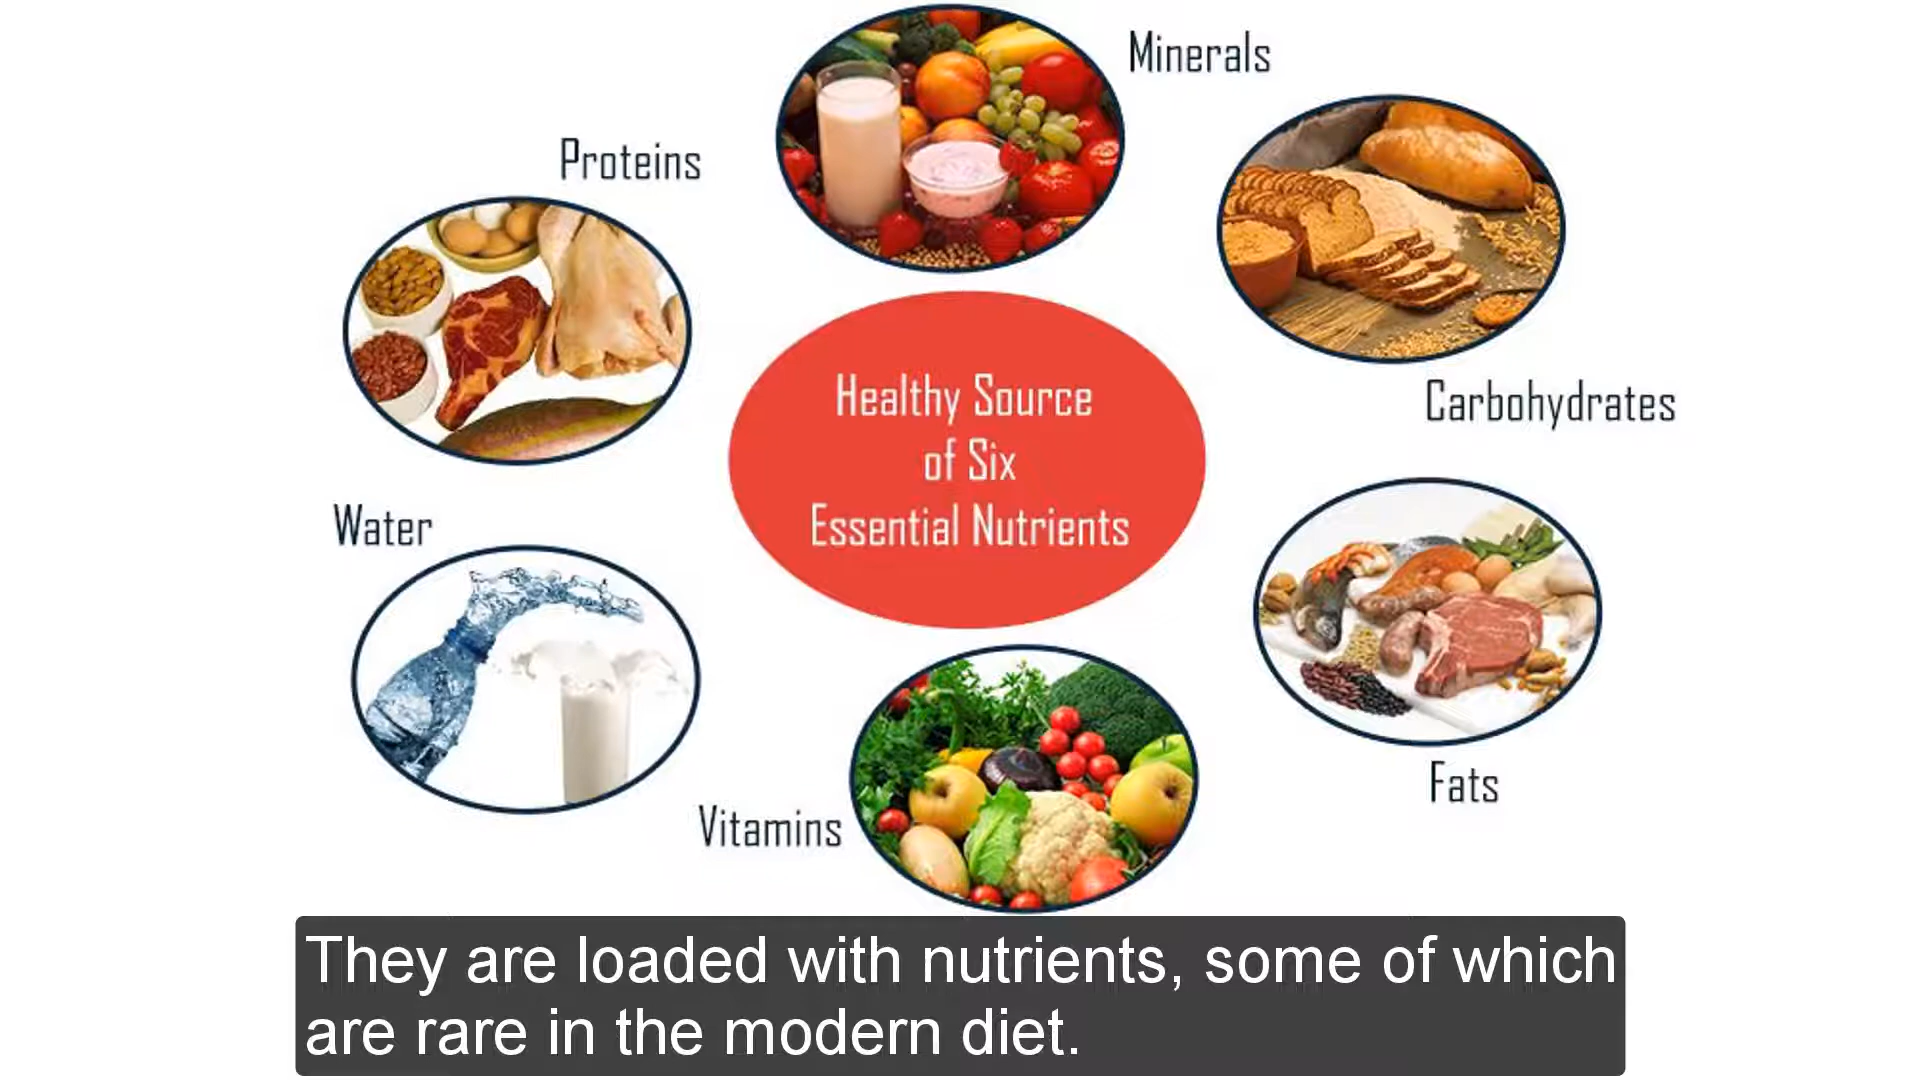 Minerals
Proteins
Carbohydrates
Healthy Source
of Six
Essential Nutrients
Water
Fats
Vitamins
They are loaded with nutrients, some of which
are rare in the modern diet.